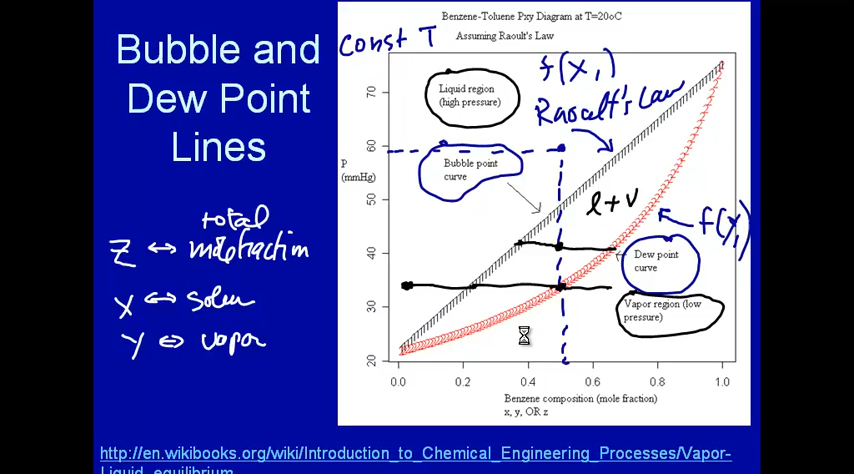 Bubble and
Dew Point
Lines
total
Z ↔ molefraction
X ↔
Y ⇔ vapor
Benzene-Toluene Pxy Diagram at T=20oC
Assuming Raoult's Law
Const T
f(x,)
Raoult's Law
Liquid region
(high pressure)
Bubble point
curve
l+v
f(y,)
Dew point
curve
Vapor region (low
pressure)
P
(mmHg)
70
60
50
40
30
20
0.0 0.2 0.4 0.6 0.8 1.0
Benzene composition (mole fraction)
x, y, OR z
http://en.wikibooks.org/wiki/Introduction_to_Chemical_Engineering_Processes/Vapor-
Liquid_equilibrium